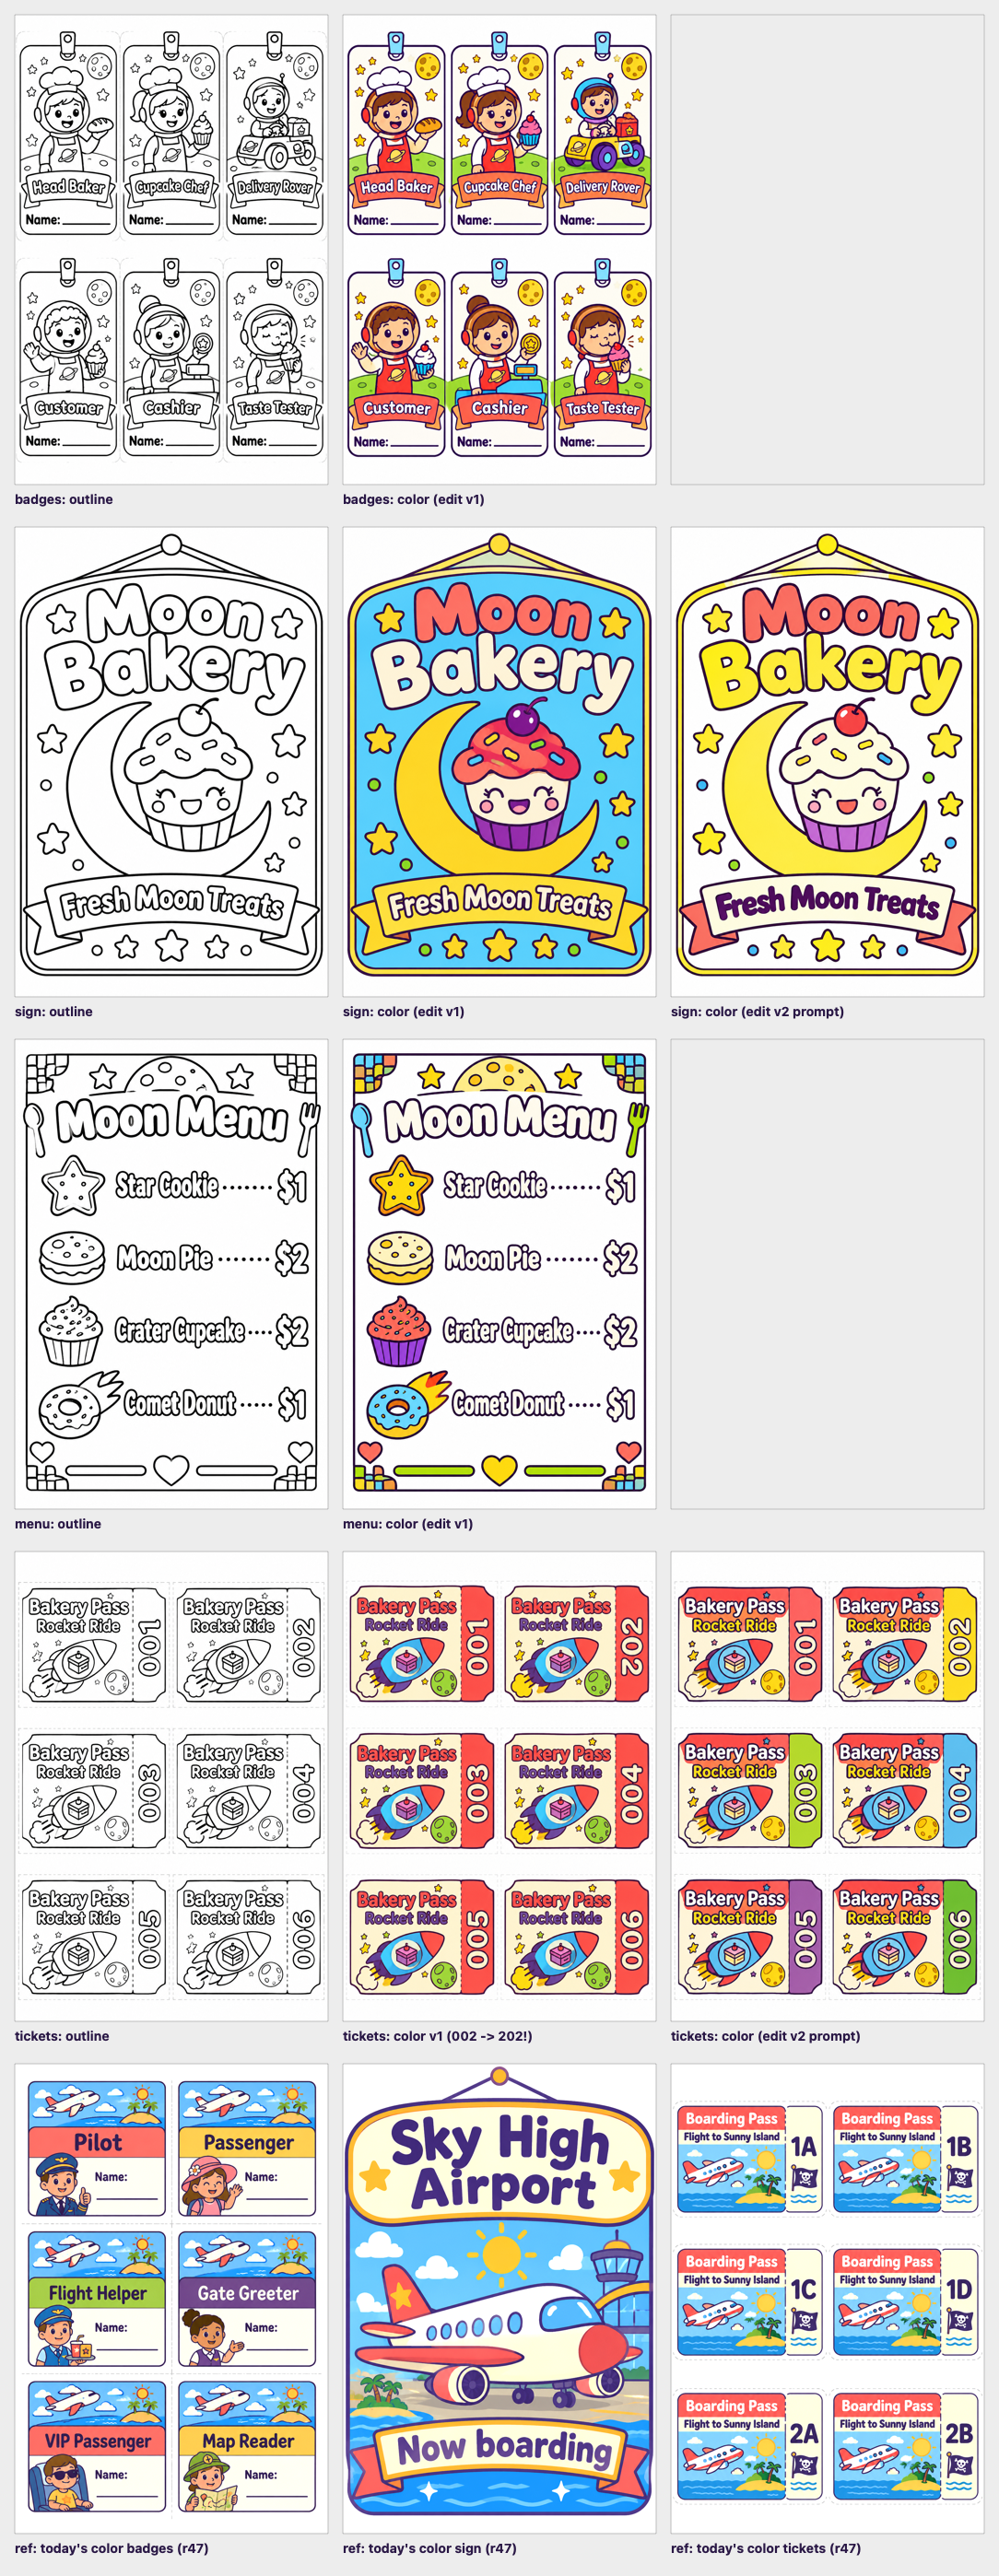 Head Baker
Cupcake Chef
Delivery Rover
Name:
Name:
Name:
Customer
Cashier
Taste Tester
Name:
Name:
Name:
badges: outline
Head Baker
Cupcake Chef
Delivery Rover
Name:
Name:
Name:
Customer
Cashier
Taste Tester
Name:
Name:
Name:
badges: color (edit v1)
Moon
Bakery
Fresh Moon Treats
sign: outline
Moon
Bakery
Fresh Moon Treats
sign: color (edit v1)
Moon
Bakery
Fresh Moon Treats
sign: color (edit v2 prompt)
Moon Menu
Star Cookie ....... $1
Moon Pie ....... $2
Crater Cupcake .... $2
Comet Donut ..... $1
menu: outline
Moon Menu
Star Cookie ....... $1
Moon Pie ....... $2
Crater Cupcake .... $2
Comet Donut ..... $1
menu: color (edit v1)
Bakery Pass
Rocket Ride
001
Bakery Pass
Rocket Ride
002
Bakery Pass
Rocket Ride
003
Bakery Pass
Rocket Ride
004
Bakery Pass
Rocket Ride
005
Bakery Pass
Rocket Ride
006
tickets: outline
Bakery Pass
Rocket Ride
001
Bakery Pass
Rocket Ride
202
Bakery Pass
Rocket Ride
003
Bakery Pass
Rocket Ride
004
Bakery Pass
Rocket Ride
005
Bakery Pass
Rocket Ride
006
tickets: color v1 (002 -> 202!)
Bakery Pass
Rocket Ride
001
Bakery Pass
Rocket Ride
002
Bakery Pass
Rocket Ride
003
Bakery Pass
Rocket Ride
004
Bakery Pass
Rocket Ride
005
Bakery Pass
Rocket Ride
006
tickets: color (edit v2 prompt)
Pilot
Name:
Passenger
Name:
Flight Helper
Name:
Gate Greeter
Name:
VIP Passenger
Name:
Map Reader
Name:
ref: today's color badges (r47)
Sky High
Airport
Now boarding
ref: today's color sign (r47)
Boarding Pass
Flight to Sunny Island
1A
Boarding Pass
Flight to Sunny Island
1B
Boarding Pass
Flight to Sunny Island
1C
Boarding Pass
Flight to Sunny Island
1D
Boarding Pass
Flight to Sunny Island
2A
Boarding Pass
Flight to Sunny Island
2B
ref: today's color tickets (r47)